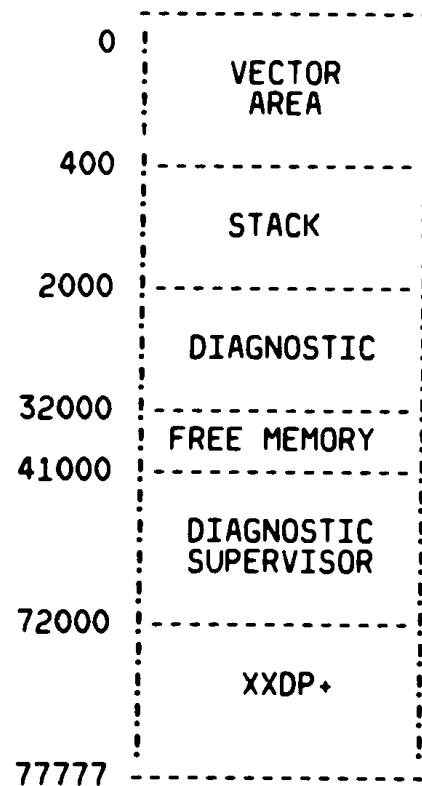 0
VECTOR
AREA
400
STACK
2000
DIAGNOSTIC
32000
FREE MEMORY
41000
DIAGNOSTIC
SUPERVISOR
72000
XXDP+
77777